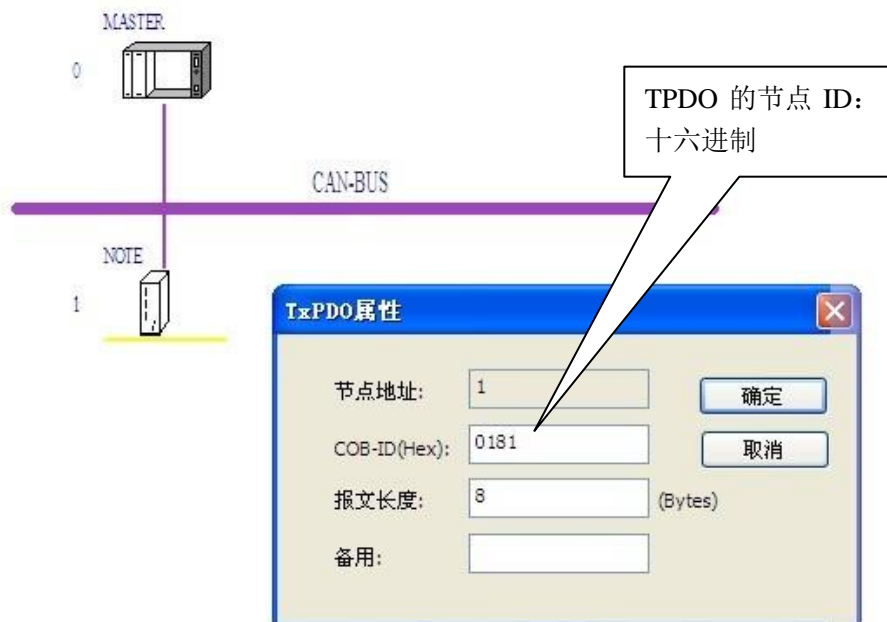 MASTER
0
TPDO 的节点 ID：
十六进制
CAN-BUS
NOTE
1
TxPDO属性
节点地址:
1
确定
COB-ID(Hex):
0181
取消
报文长度:
8
(Bytes)
备用: